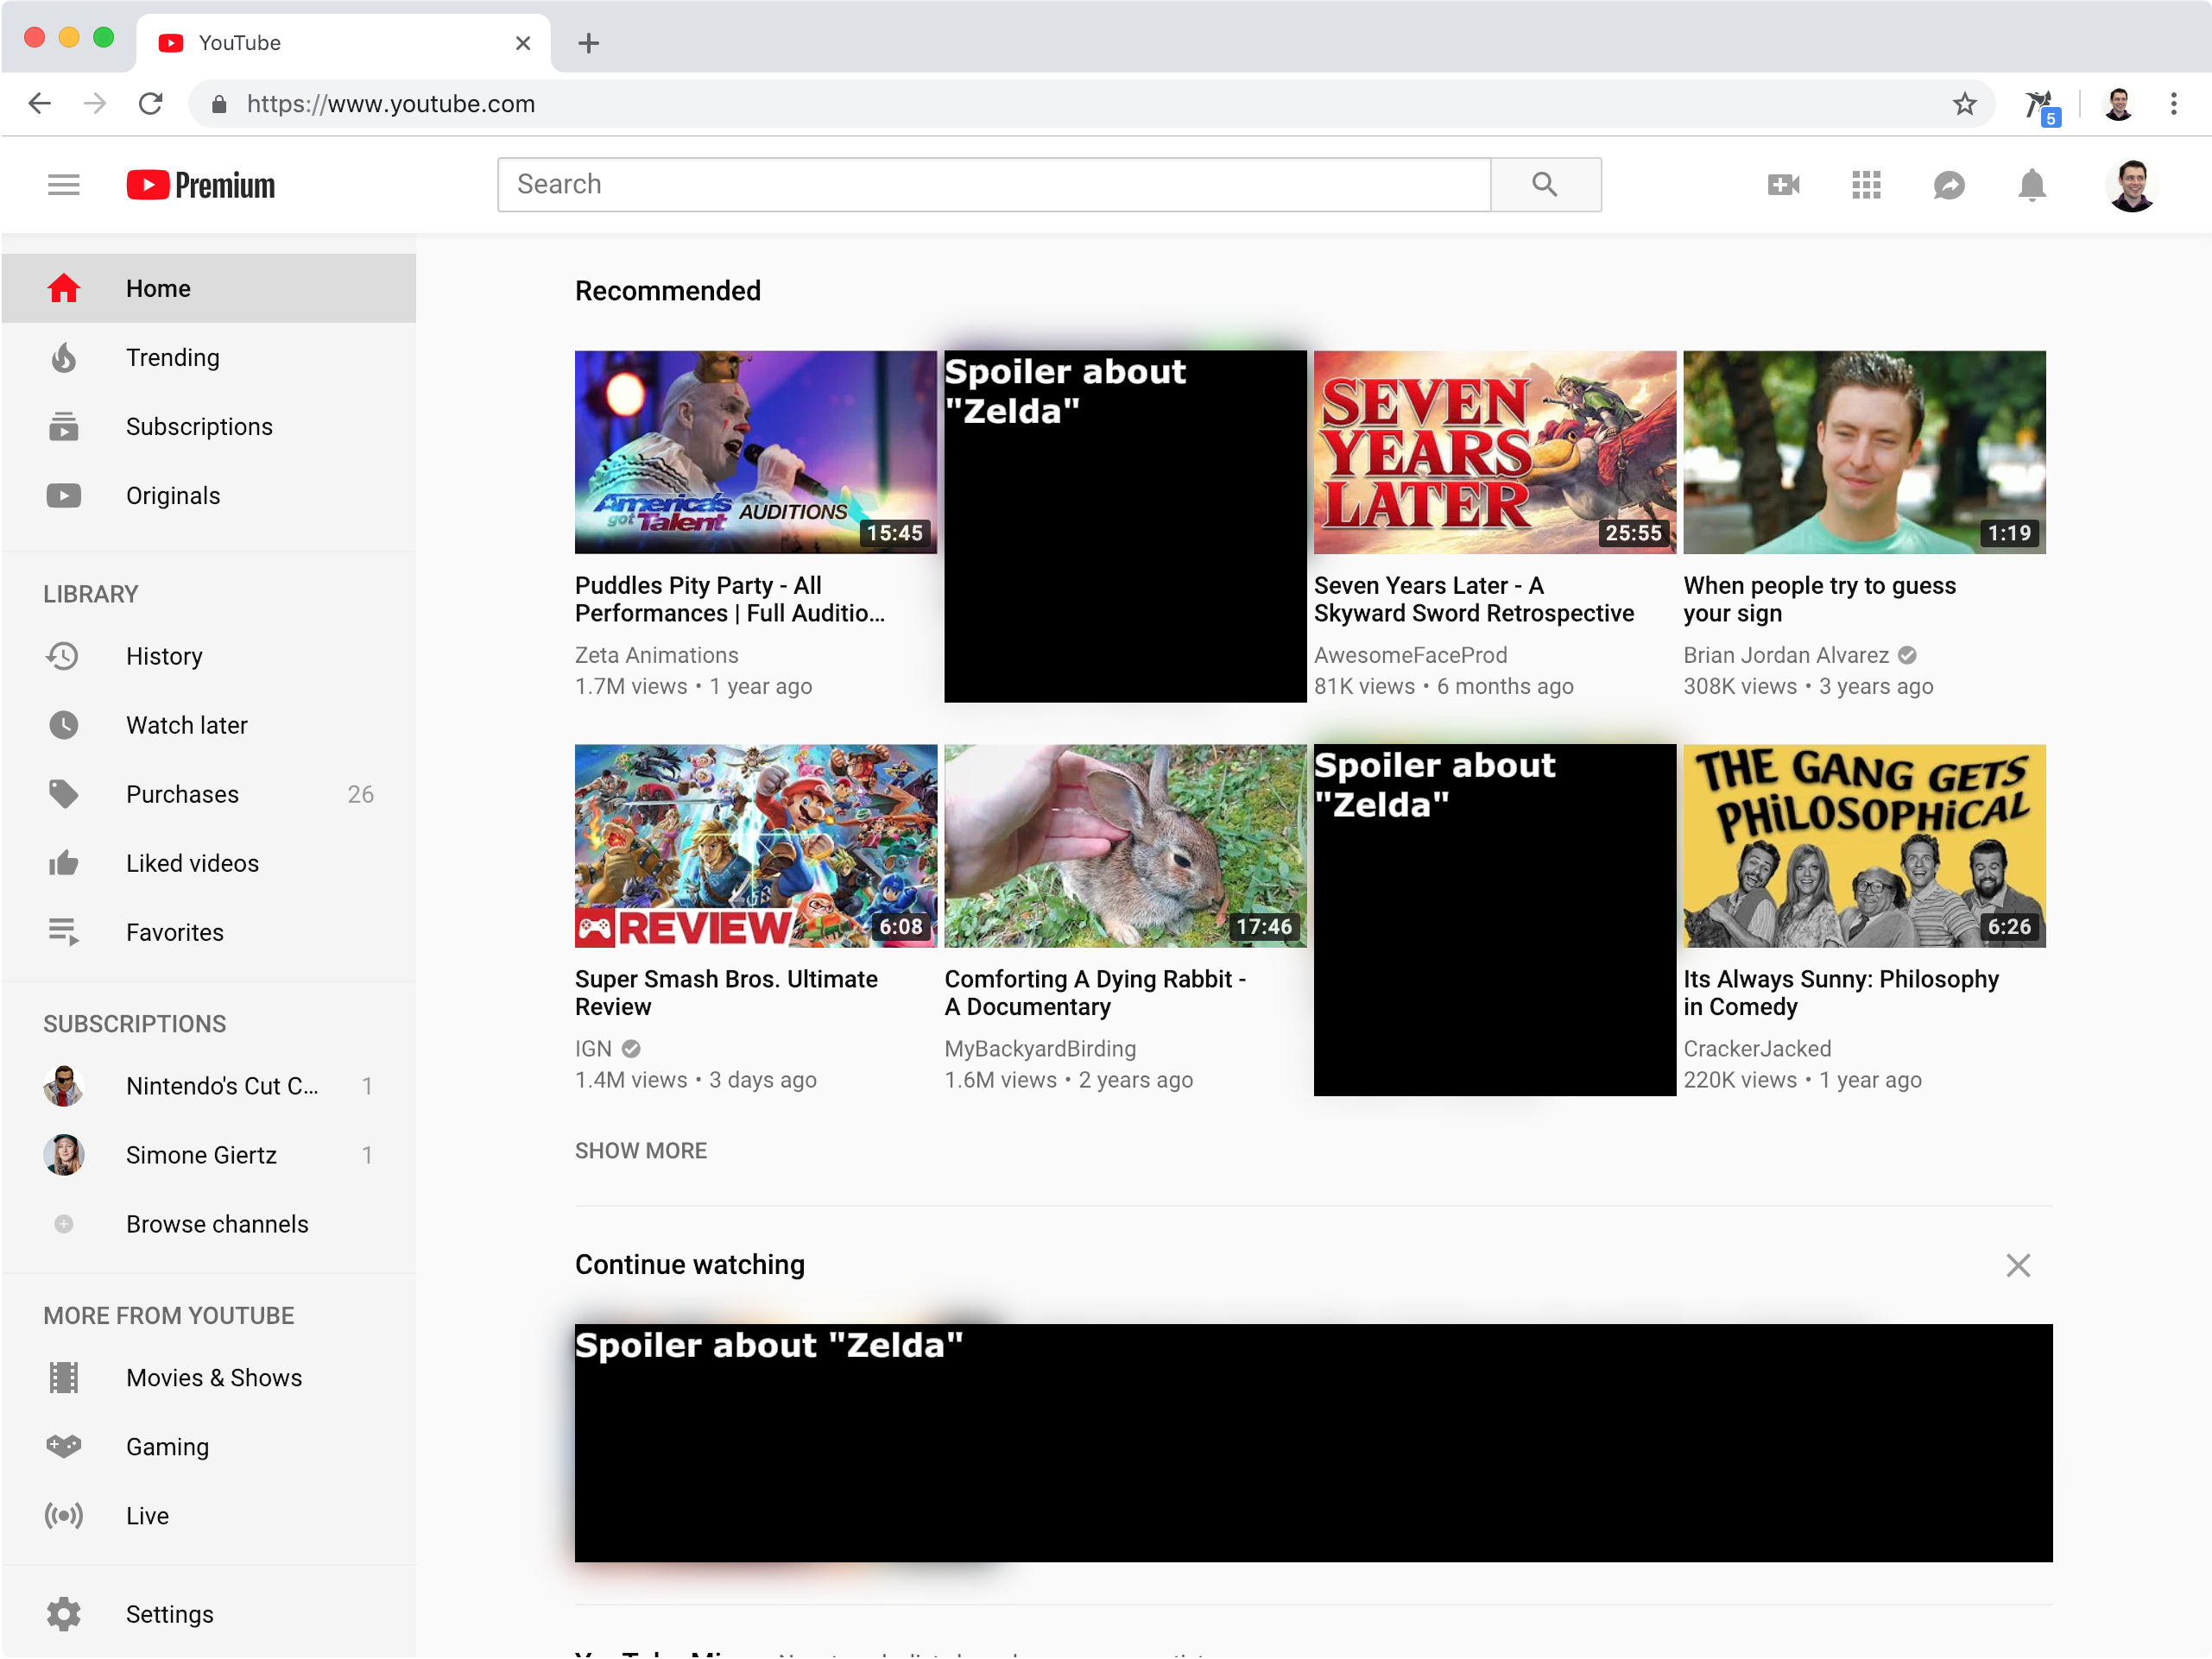 YouTube
https://www.youtube.com
5
Premium
Search
Home
Trending
Subscriptions
Originals
LIBRARY
History
Watch later
Purchases 26
Liked videos
Favorites
SUBSCRIPTIONS
Nintendo's Cut C... 1
Simone Giertz 1
Browse channels
MORE FROM YOUTUBE
Movies & Shows
Gaming
Live
Settings
Recommended
America's
got Talent AUDITIONS
15:45
Puddles Pity Party - All
Performances | Full Auditio...
Zeta Animations
1.7M views • 1 year ago
Spoiler about
"Zelda"
SEVEN
YEARS
LATER
25:55
Seven Years Later - A
Skyward Sword Retrospective
AwesomeFaceProd
81K views • 6 months ago
1:19
When people try to guess
your sign
Brian Jordan Alvarez
308K views • 3 years ago
REVIEW
6:08
Super Smash Bros. Ultimate
Review
IGN
1.4M views • 3 days ago
17:46
Comforting A Dying Rabbit -
A Documentary
MyBackyardBirding
1.6M views • 2 years ago
Spoiler about
"Zelda"
THE GANG GETS
PHiLOSOPHiCAL
6:26
Its Always Sunny: Philosophy
in Comedy
CrackerJacked
220K views • 1 year ago
SHOW MORE
Continue watching
Spoiler about "Zelda"